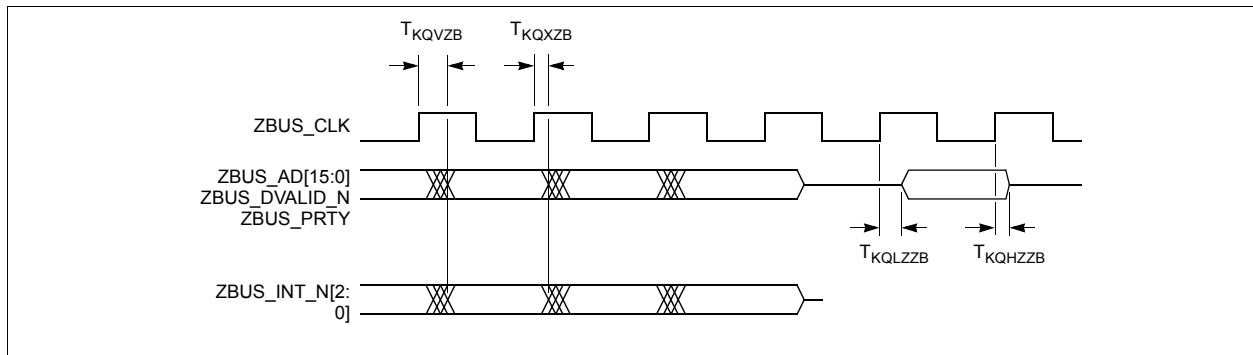 TKQVZB TKQXZB
ZBUS_CLK
ZBUS_AD[15:0]
ZBUS_DVALID_N
ZBUS_PRTY
TKQLZZB TKQHZZB
ZBUS_INT_N[2:
0]